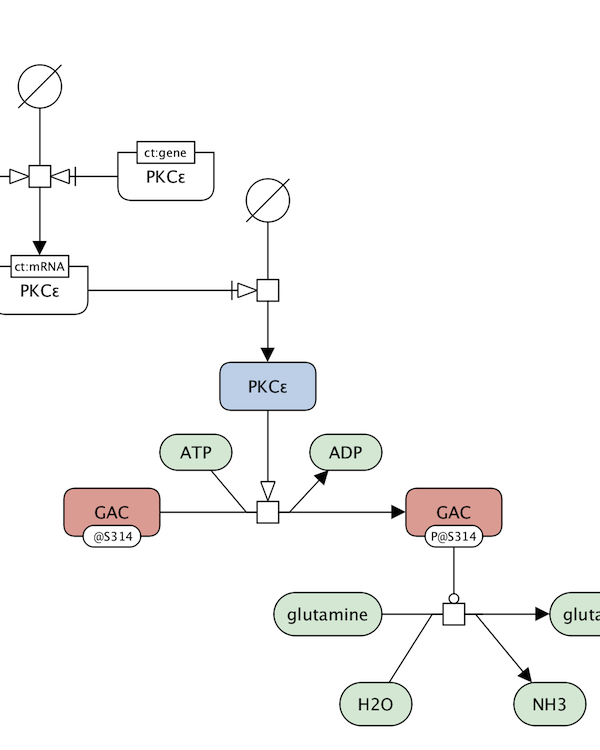 ct:gene
PKCε
ct:mRNA
PKCε
PKCε
ATP
ADP
GAC
@S314
GAC
P@S314
glutamine
gluta
H2O
NH3